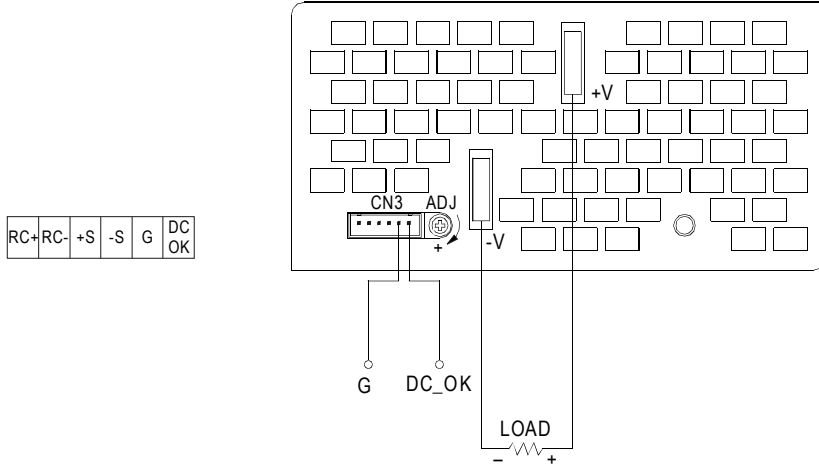 +V
CN3 ADJ
RC+ RC- +S -S G DC OK
+
-V
G DC_OK
LOAD
– +